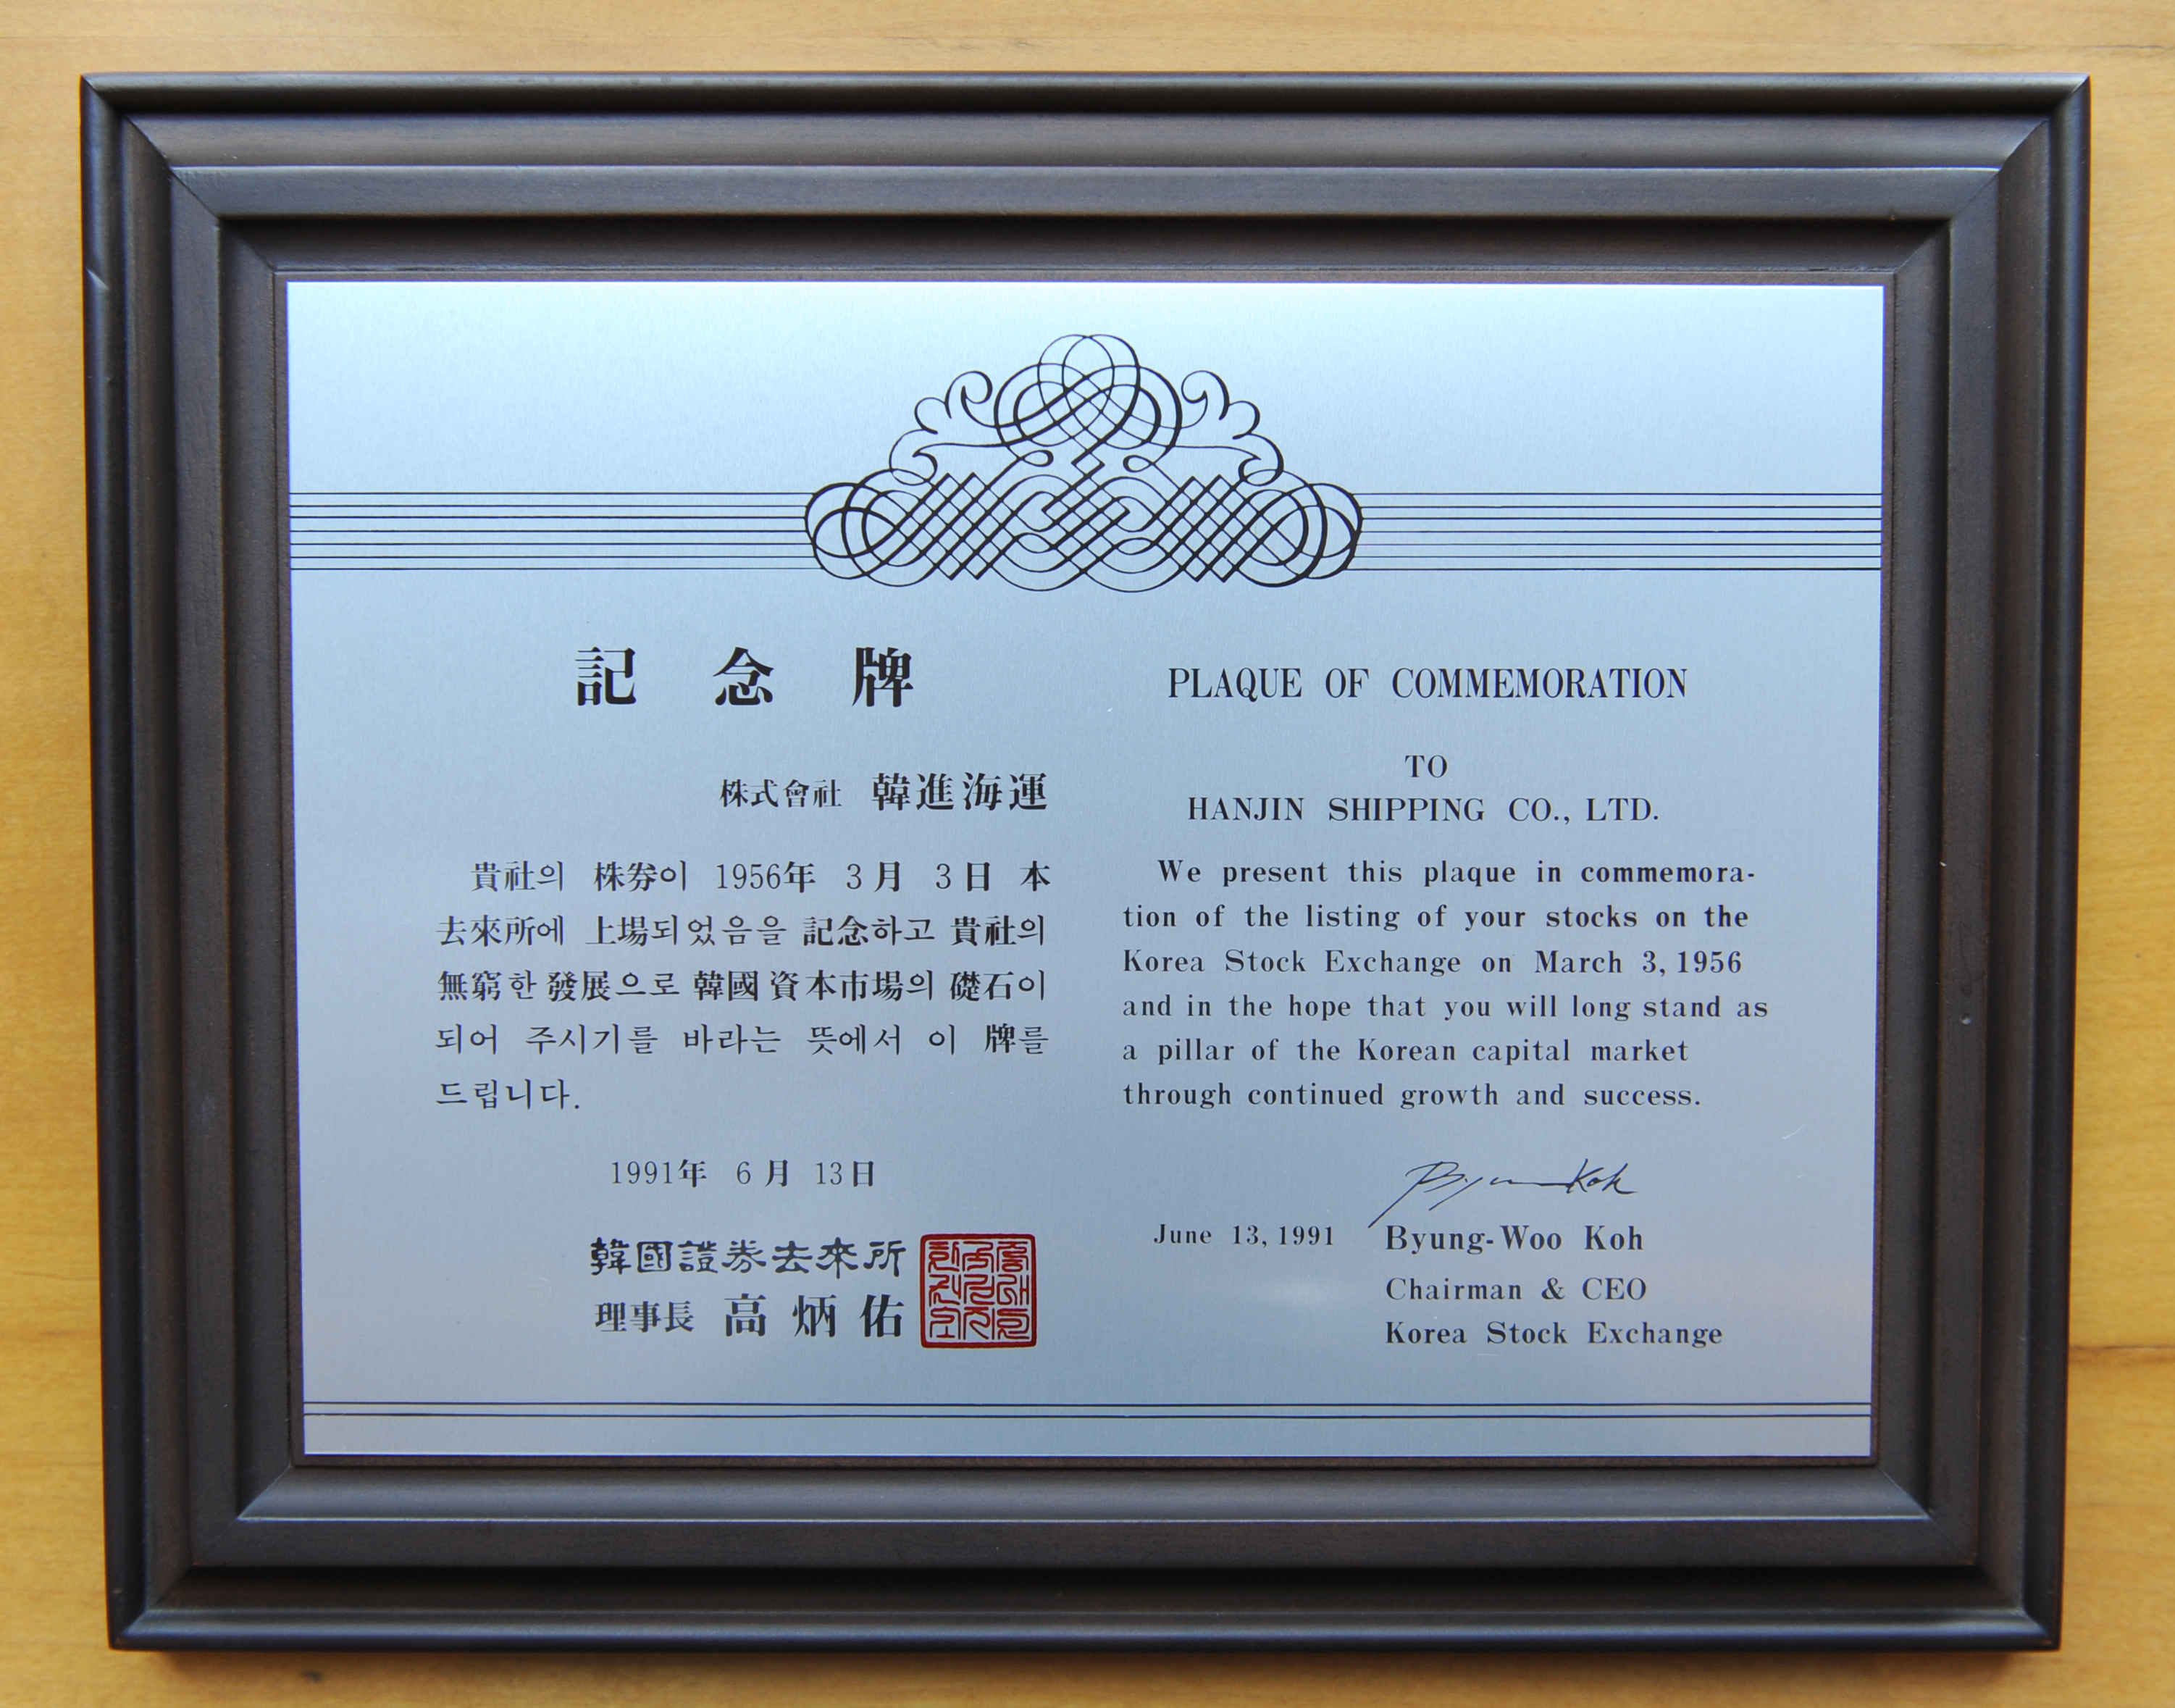 記念牌
株式會社 韓進海運
貴社의 株券이 1956年 3月 3日 本
去來所에 上場되었음을 記念하고 貴社의
無窮한 發展으로 韓國 資本市場의 礎石이
되어 주시기를 바라는 뜻에서 이 牌를
드립니다.
1991年 6月 13日
韓國證券去來所
理事長 高炳佑
PLAQUE OF COMMEMORATION
TO
HANJIN SHIPPING CO., LTD.
We present this plaque in commemora-
tion of the listing of your stocks on the
Korea Stock Exchange on March 3, 1956
and in the hope that you will long stand as
a pillar of the Korean capital market
through continued growth and success.
June 13, 1991
Byung-Woo Koh
Chairman & CEO
Korea Stock Exchange